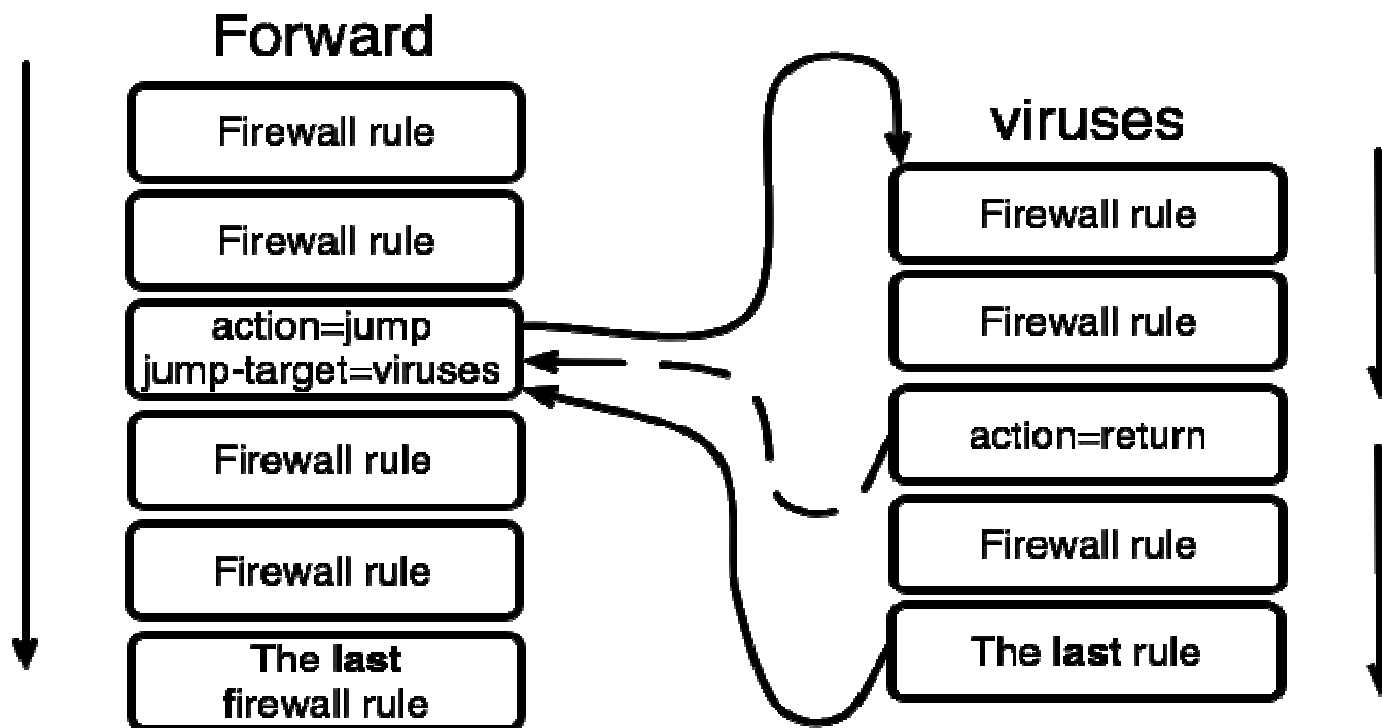 Forward
Firewall rule
Firewall rule
action=jump
jump-target=viruses
Firewall rule
Firewall rule
The last
firewall rule
viruses
Firewall rule
Firewall rule
action=return
Firewall rule
The last rule